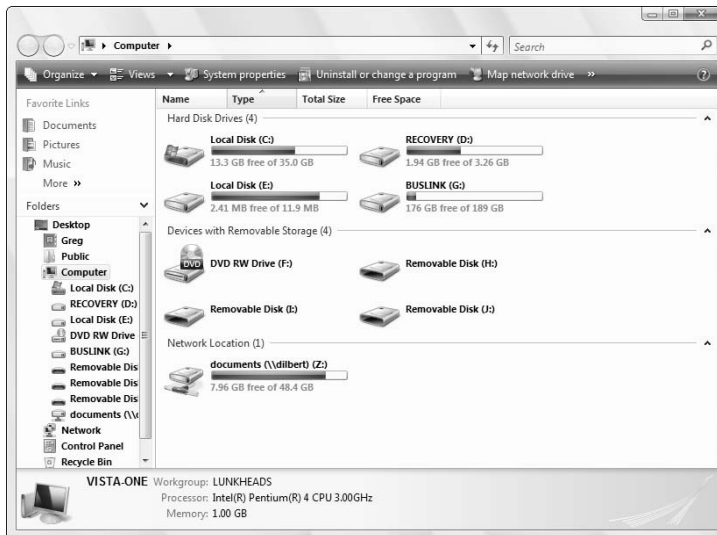 Computer
Search
Organize Views System properties Uninstall or change a program Map network drive »
Favorite Links
Documents
Pictures
Music
More »
Folders
Desktop
Greg
Public
Computer
Local Disk (C:)
RECOVERY (D:)
Local Disk (E:)
DVD RW Drive
BUSLINK (G:)
Removable Dis
Removable Dis
Removable Dis
documents (\\d
Network
Control Panel
Recycle Bin
Name Type Total Size Free Space
Hard Disk Drives (4)
Local Disk (C:) RECOVERY (D:)
13.3 GB free of 35.0 GB 1.94 GB free of 3.26 GB
Local Disk (E:) BUSLINK (G:)
2.41 MB free of 11.9 MB 176 GB free of 189 GB
Devices with Removable Storage (4)
DVD
DVD RW Drive (F:) Removable Disk (H:)
Removable Disk (I:) Removable Disk (J:)
Network Location (1)
documents (\\dilbert) (Z:)
7.96 GB free of 48.4 GB
VISTA-ONE Workgroup: LUNKHEADS
Processor: Intel(R) Pentium(R) 4 CPU 3.00GHz
Memory: 1.00 GB